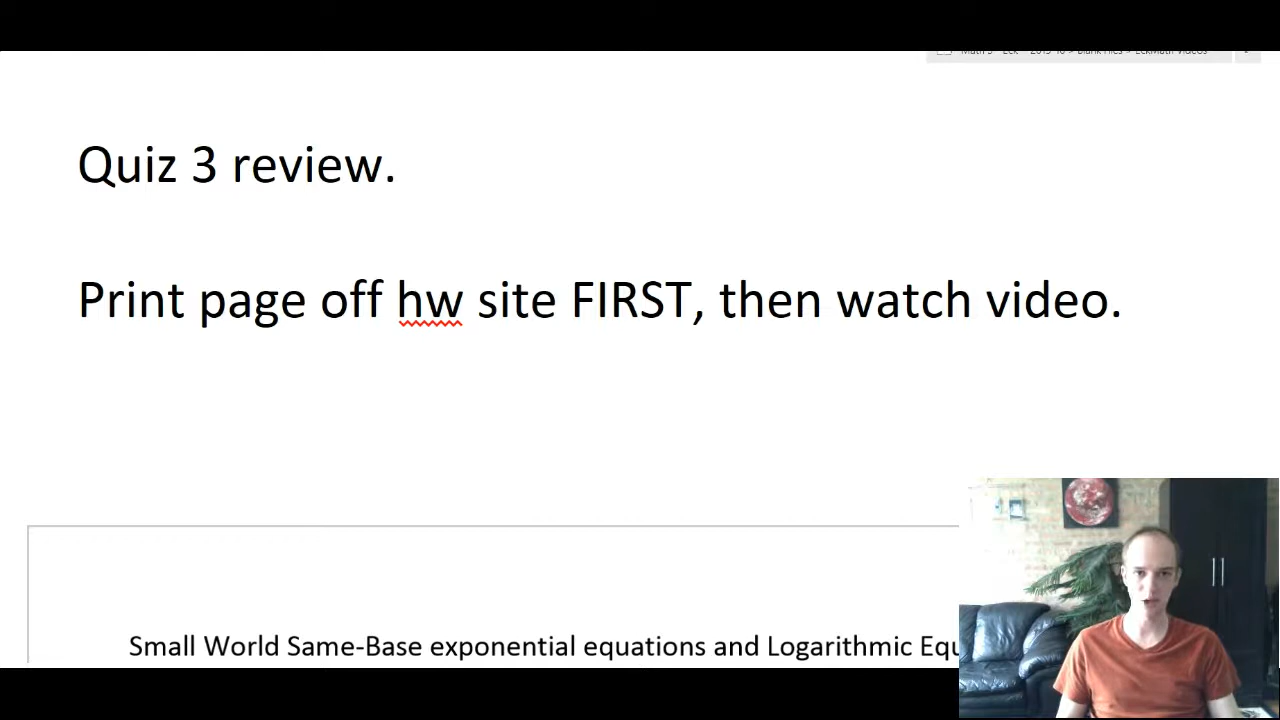 Quiz 3 review.
Print page off hw site FIRST, then watch video.
Small World Same-Base exponential equations and Logarithmic